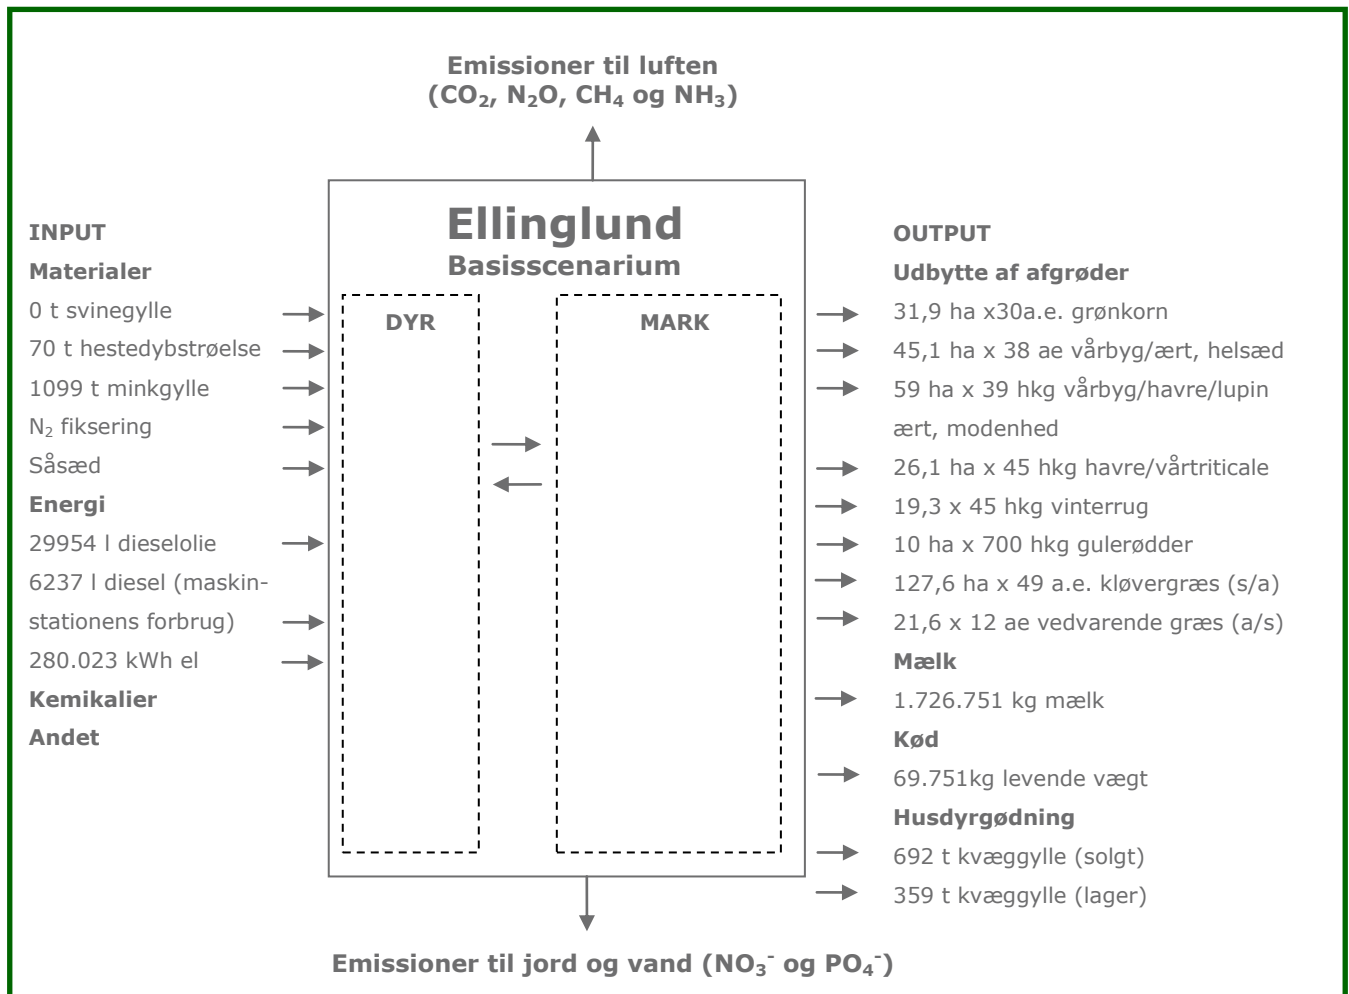 Emissioner til luften
(CO₂, N₂O, CH₄ og NH₃)
Ellinglund
Basisscenarium
DYR
MARK
INPUT
Materialer
0 t svinegylle
70 t hestedybstrøelse
1099 t minkgylle
N₂ fiksering
Såsæd
Energi
29954 l dieselolie
6237 l diesel (maskin-
stationens forbrug)
280.023 kWh el
Kemikalier
Andet
OUTPUT
Udbytte af afgrøder
31,9 ha x30a.e. grønkorn
45,1 ha x 38 ae vårbyg/ært, helsæd
59 ha x 39 hkg vårbyg/havre/lupin
ært, modenhed
26,1 ha x 45 hkg havre/vårtriticale
19,3 x 45 hkg vinterrug
10 ha x 700 hkg gulerødder
127,6 ha x 49 a.e. kløvergræs (s/a)
21,6 x 12 ae vedvarende græs (a/s)
Mælk
1.726.751 kg mælk
Kød
69.751kg levende vægt
Husdyrgødning
692 t kvæggylle (solgt)
359 t kvæggylle (lager)
Emissioner til jord og vand (NO₃⁻ og PO₄⁻)